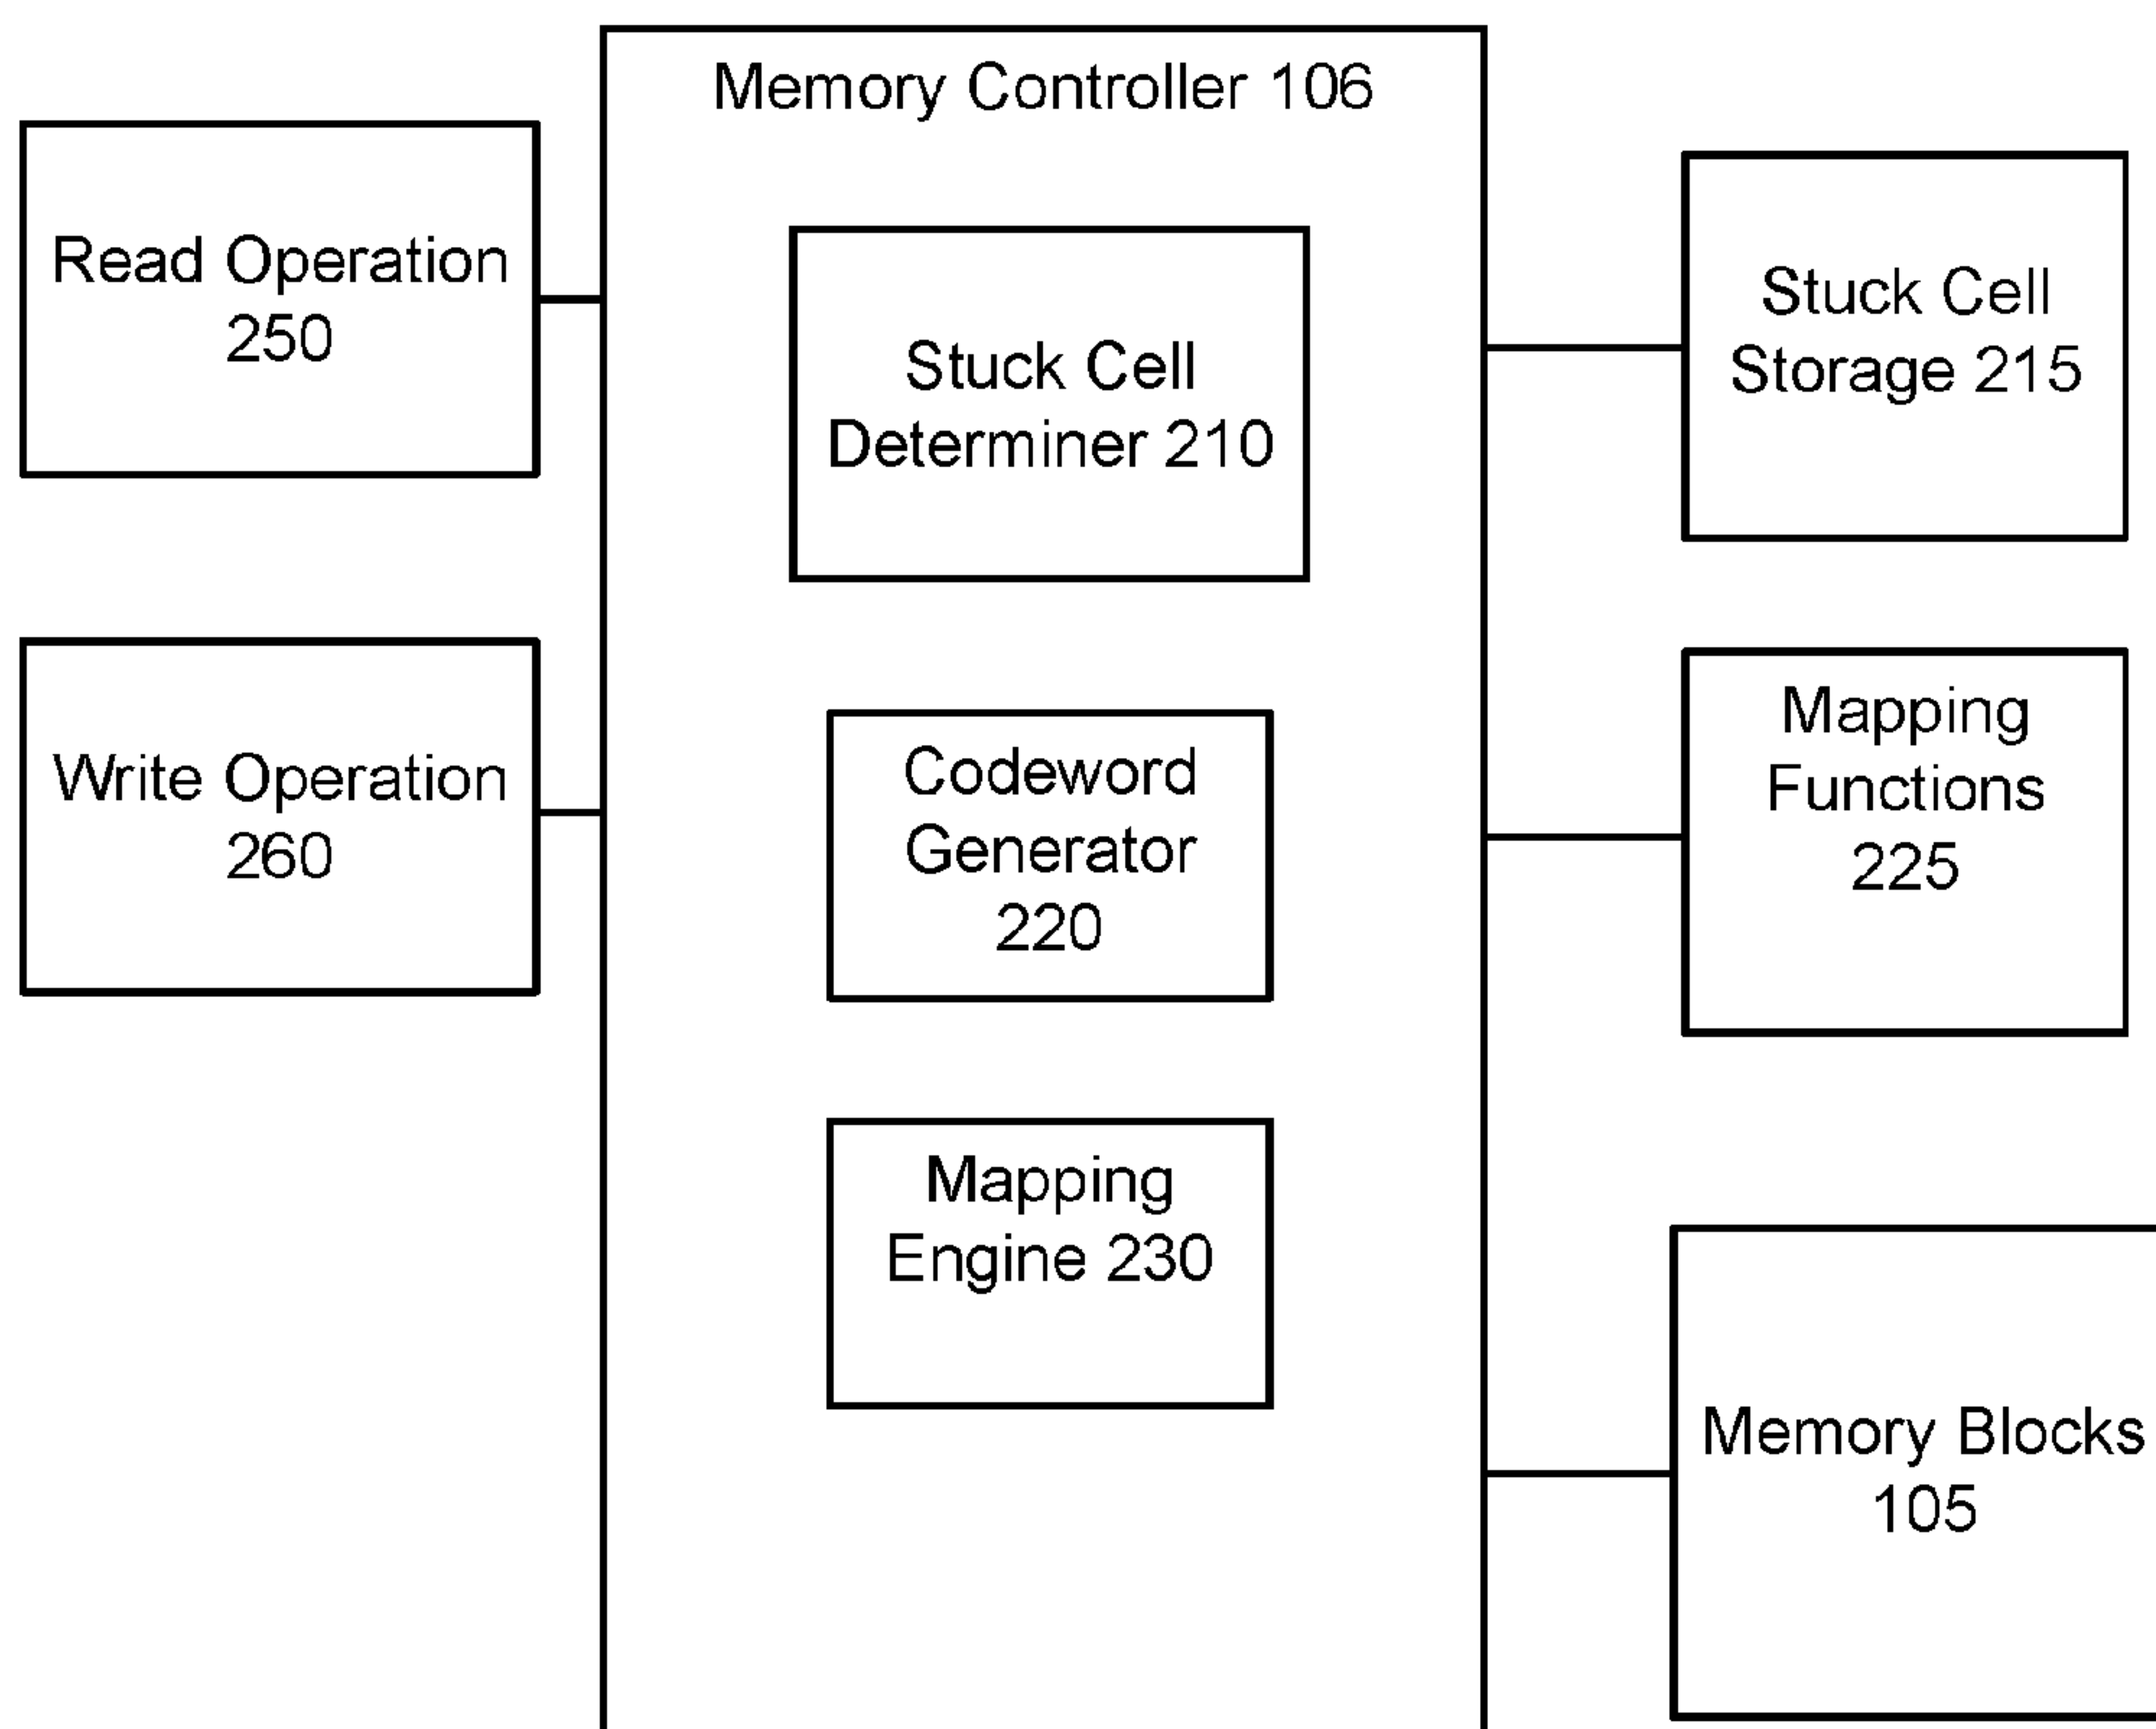 Memory Controller 106
Read Operation
250
Write Operation
260
Stuck Cell
Determiner 210
Codeword
Generator
220
Mapping
Engine 230
Stuck Cell
Storage 215
Mapping
Functions
225
Memory Blocks
105